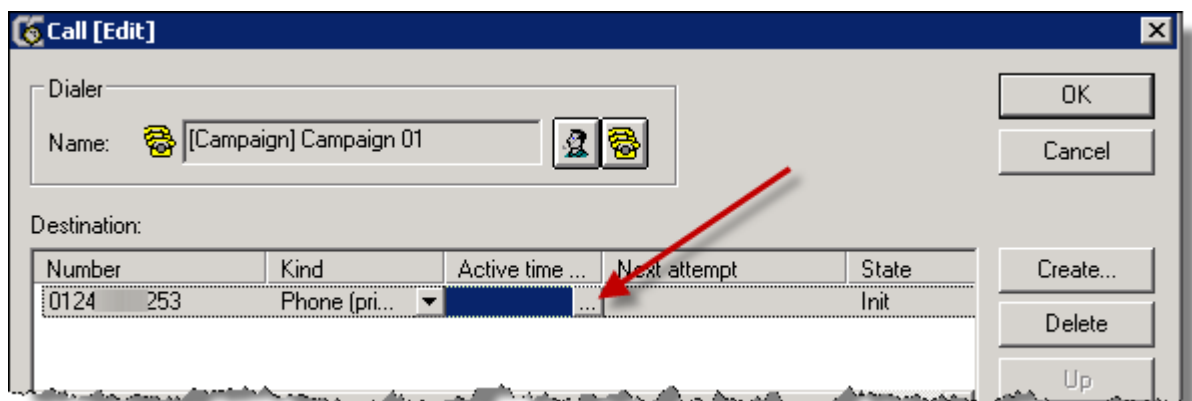 Call [Edit]
Dialer
OK
Name: [Campaign] Campaign 01
Cancel
Destination:
Number Kind Active time ... Next attempt State
Create...
0124 253 Phone (pri... ... Init
Delete
Up